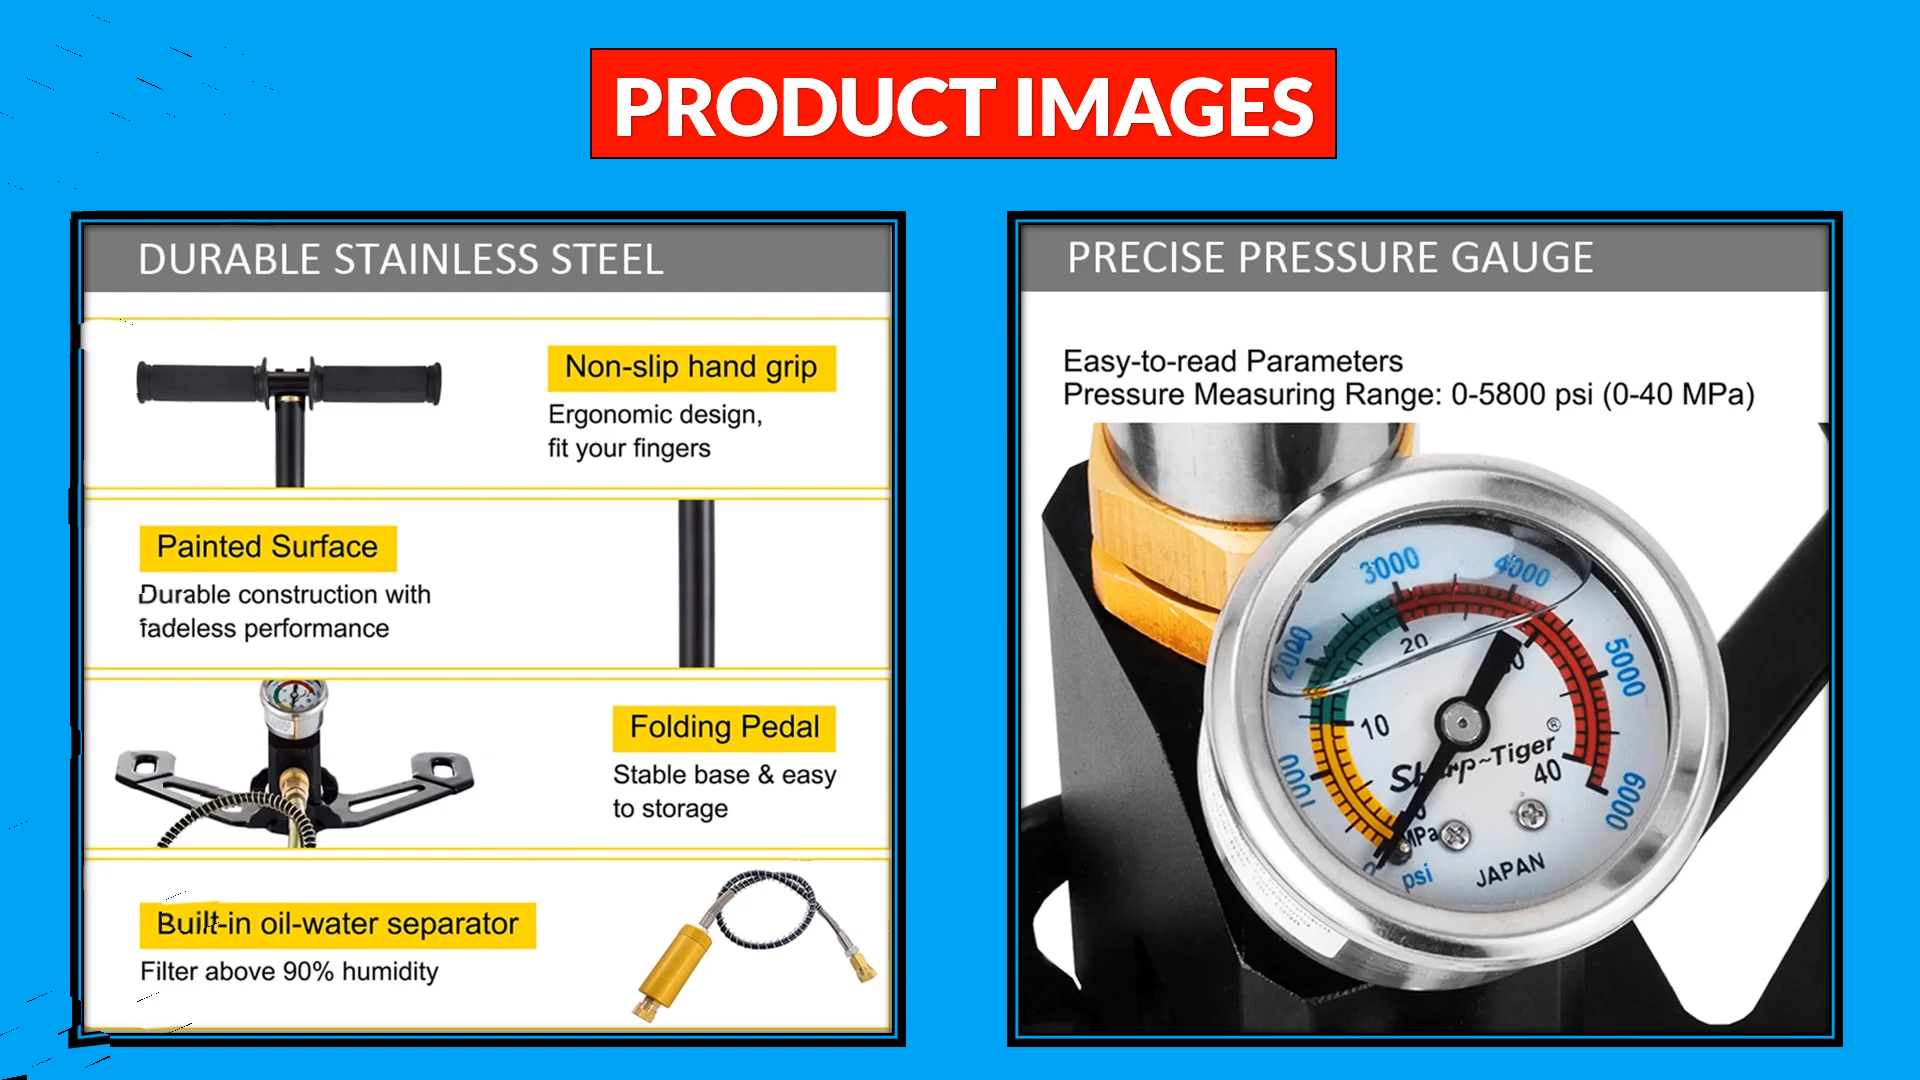 PRODUCT IMAGES
DURABLE STAINLESS STEEL
Non-slip hand grip
Ergonomic design,
fit your fingers
Painted Surface
Durable construction with
fadeless performance
Folding Pedal
Stable base & easy
to storage
Built-in oil-water separator
Filter above 90% humidity
PRECISE PRESSURE GAUGE
Easy-to-read Parameters
Pressure Measuring Range: 0-5800 psi (0-40 MPa)
3000
4000
2000
20
5000
10
1000
Tiger®
40
6000
MPa
psi
JAPAN